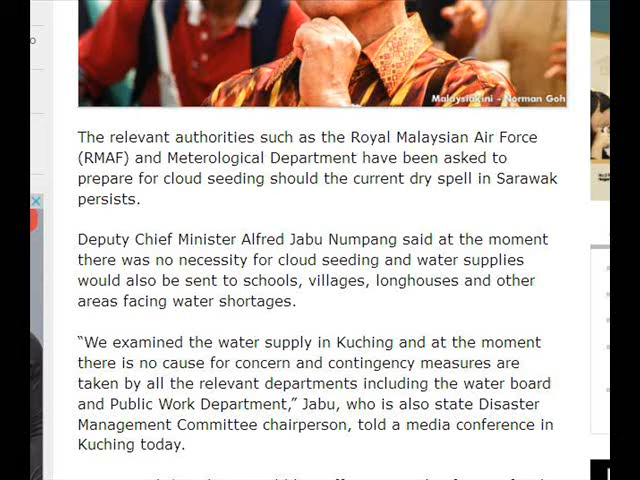 Malaysiakini - Norman Goh
The relevant authorities such as the Royal Malaysian Air Force
(RMAF) and Meterological Department have been asked to
prepare for cloud seeding should the current dry spell in Sarawak
persists.
Deputy Chief Minister Alfred Jabu Numpang said at the moment
there was no necessity for cloud seeding and water supplies
would also be sent to schools, villages, longhouses and other
areas facing water shortages.
“We examined the water supply in Kuching and at the moment
there is no cause for concern and contingency measures are
taken by all the relevant departments including the water board
and Public Work Department,” Jabu, who is also state Disaster
Management Committee chairperson, told a media conference in
Kuching today.